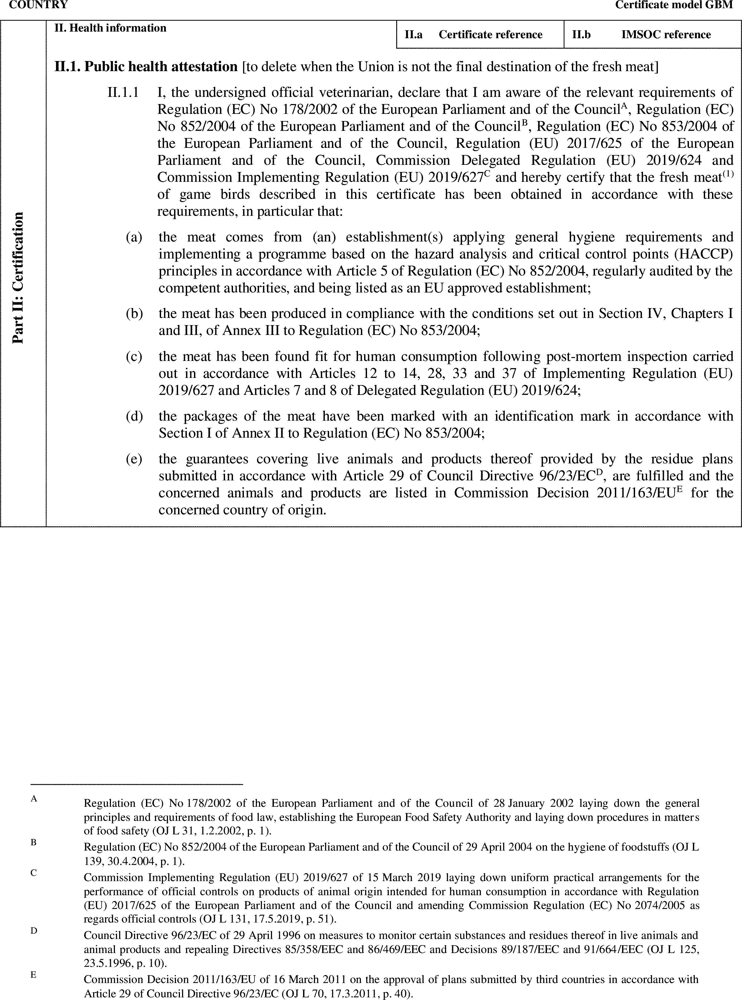 COUNTRY
Certificate model GBM
Part II: Certification
II. Health information
II.a Certificate reference
II.b IMSOC reference
II.1. Public health attestation [to delete when the Union is not the final destination of the fresh meat]
II.1.1 I, the undersigned official veterinarian, declare that I am aware of the relevant requirements of
Regulation (EC) No 178/2002 of the European Parliament and of the Councilᴬ, Regulation (EC)
No 852/2004 of the European Parliament and of the Councilᴮ, Regulation (EC) No 853/2004 of
the European Parliament and of the Council, Regulation (EU) 2017/625 of the European
Parliament and of the Council, Commission Delegated Regulation (EU) 2019/624 and
Commission Implementing Regulation (EU) 2019/627ᶜ and hereby certify that the fresh meat⁽¹⁾
of game birds described in this certificate has been obtained in accordance with these
requirements, in particular that:
(a) the meat comes from (an) establishment(s) applying general hygiene requirements and
implementing a programme based on the hazard analysis and critical control points (HACCP)
principles in accordance with Article 5 of Regulation (EC) No 852/2004, regularly audited by the
competent authorities, and being listed as an EU approved establishment;
(b) the meat has been produced in compliance with the conditions set out in Section IV, Chapters I
and III, of Annex III to Regulation (EC) No 853/2004;
(c) the meat has been found fit for human consumption following post-mortem inspection carried
out in accordance with Articles 12 to 14, 28, 33 and 37 of Implementing Regulation (EU)
2019/627 and Articles 7 and 8 of Delegated Regulation (EU) 2019/624;
(d) the packages of the meat have been marked with an identification mark in accordance with
Section I of Annex II to Regulation (EC) No 853/2004;
(e) the guarantees covering live animals and products thereof provided by the residue plans
submitted in accordance with Article 29 of Council Directive 96/23/ECᴰ, are fulfilled and the
concerned animals and products are listed in Commission Decision 2011/163/EUᴱ for the
concerned country of origin.
A Regulation (EC) No 178/2002 of the European Parliament and of the Council of 28 January 2002 laying down the general
principles and requirements of food law, establishing the European Food Safety Authority and laying down procedures in matters
of food safety (OJ L 31, 1.2.2002, p. 1).
B Regulation (EC) No 852/2004 of the European Parliament and of the Council of 29 April 2004 on the hygiene of foodstuffs (OJ L
139, 30.4.2004, p. 1).
C Commission Implementing Regulation (EU) 2019/627 of 15 March 2019 laying down uniform practical arrangements for the
performance of official controls on products of animal origin intended for human consumption in accordance with Regulation
(EU) 2017/625 of the European Parliament and of the Council and amending Commission Regulation (EC) No 2074/2005 as
regards official controls (OJ L 131, 17.5.2019, p. 51).
D Council Directive 96/23/EC of 29 April 1996 on measures to monitor certain substances and residues thereof in live animals and
animal products and repealing Directives 85/358/EEC and 86/469/EEC and Decisions 89/187/EEC and 91/664/EEC (OJ L 125,
23.5.1996, p. 10).
E Commission Decision 2011/163/EU of 16 March 2011 on the approval of plans submitted by third countries in accordance with
Article 29 of Council Directive 96/23/EC (OJ L 70, 17.3.2011, p. 40).